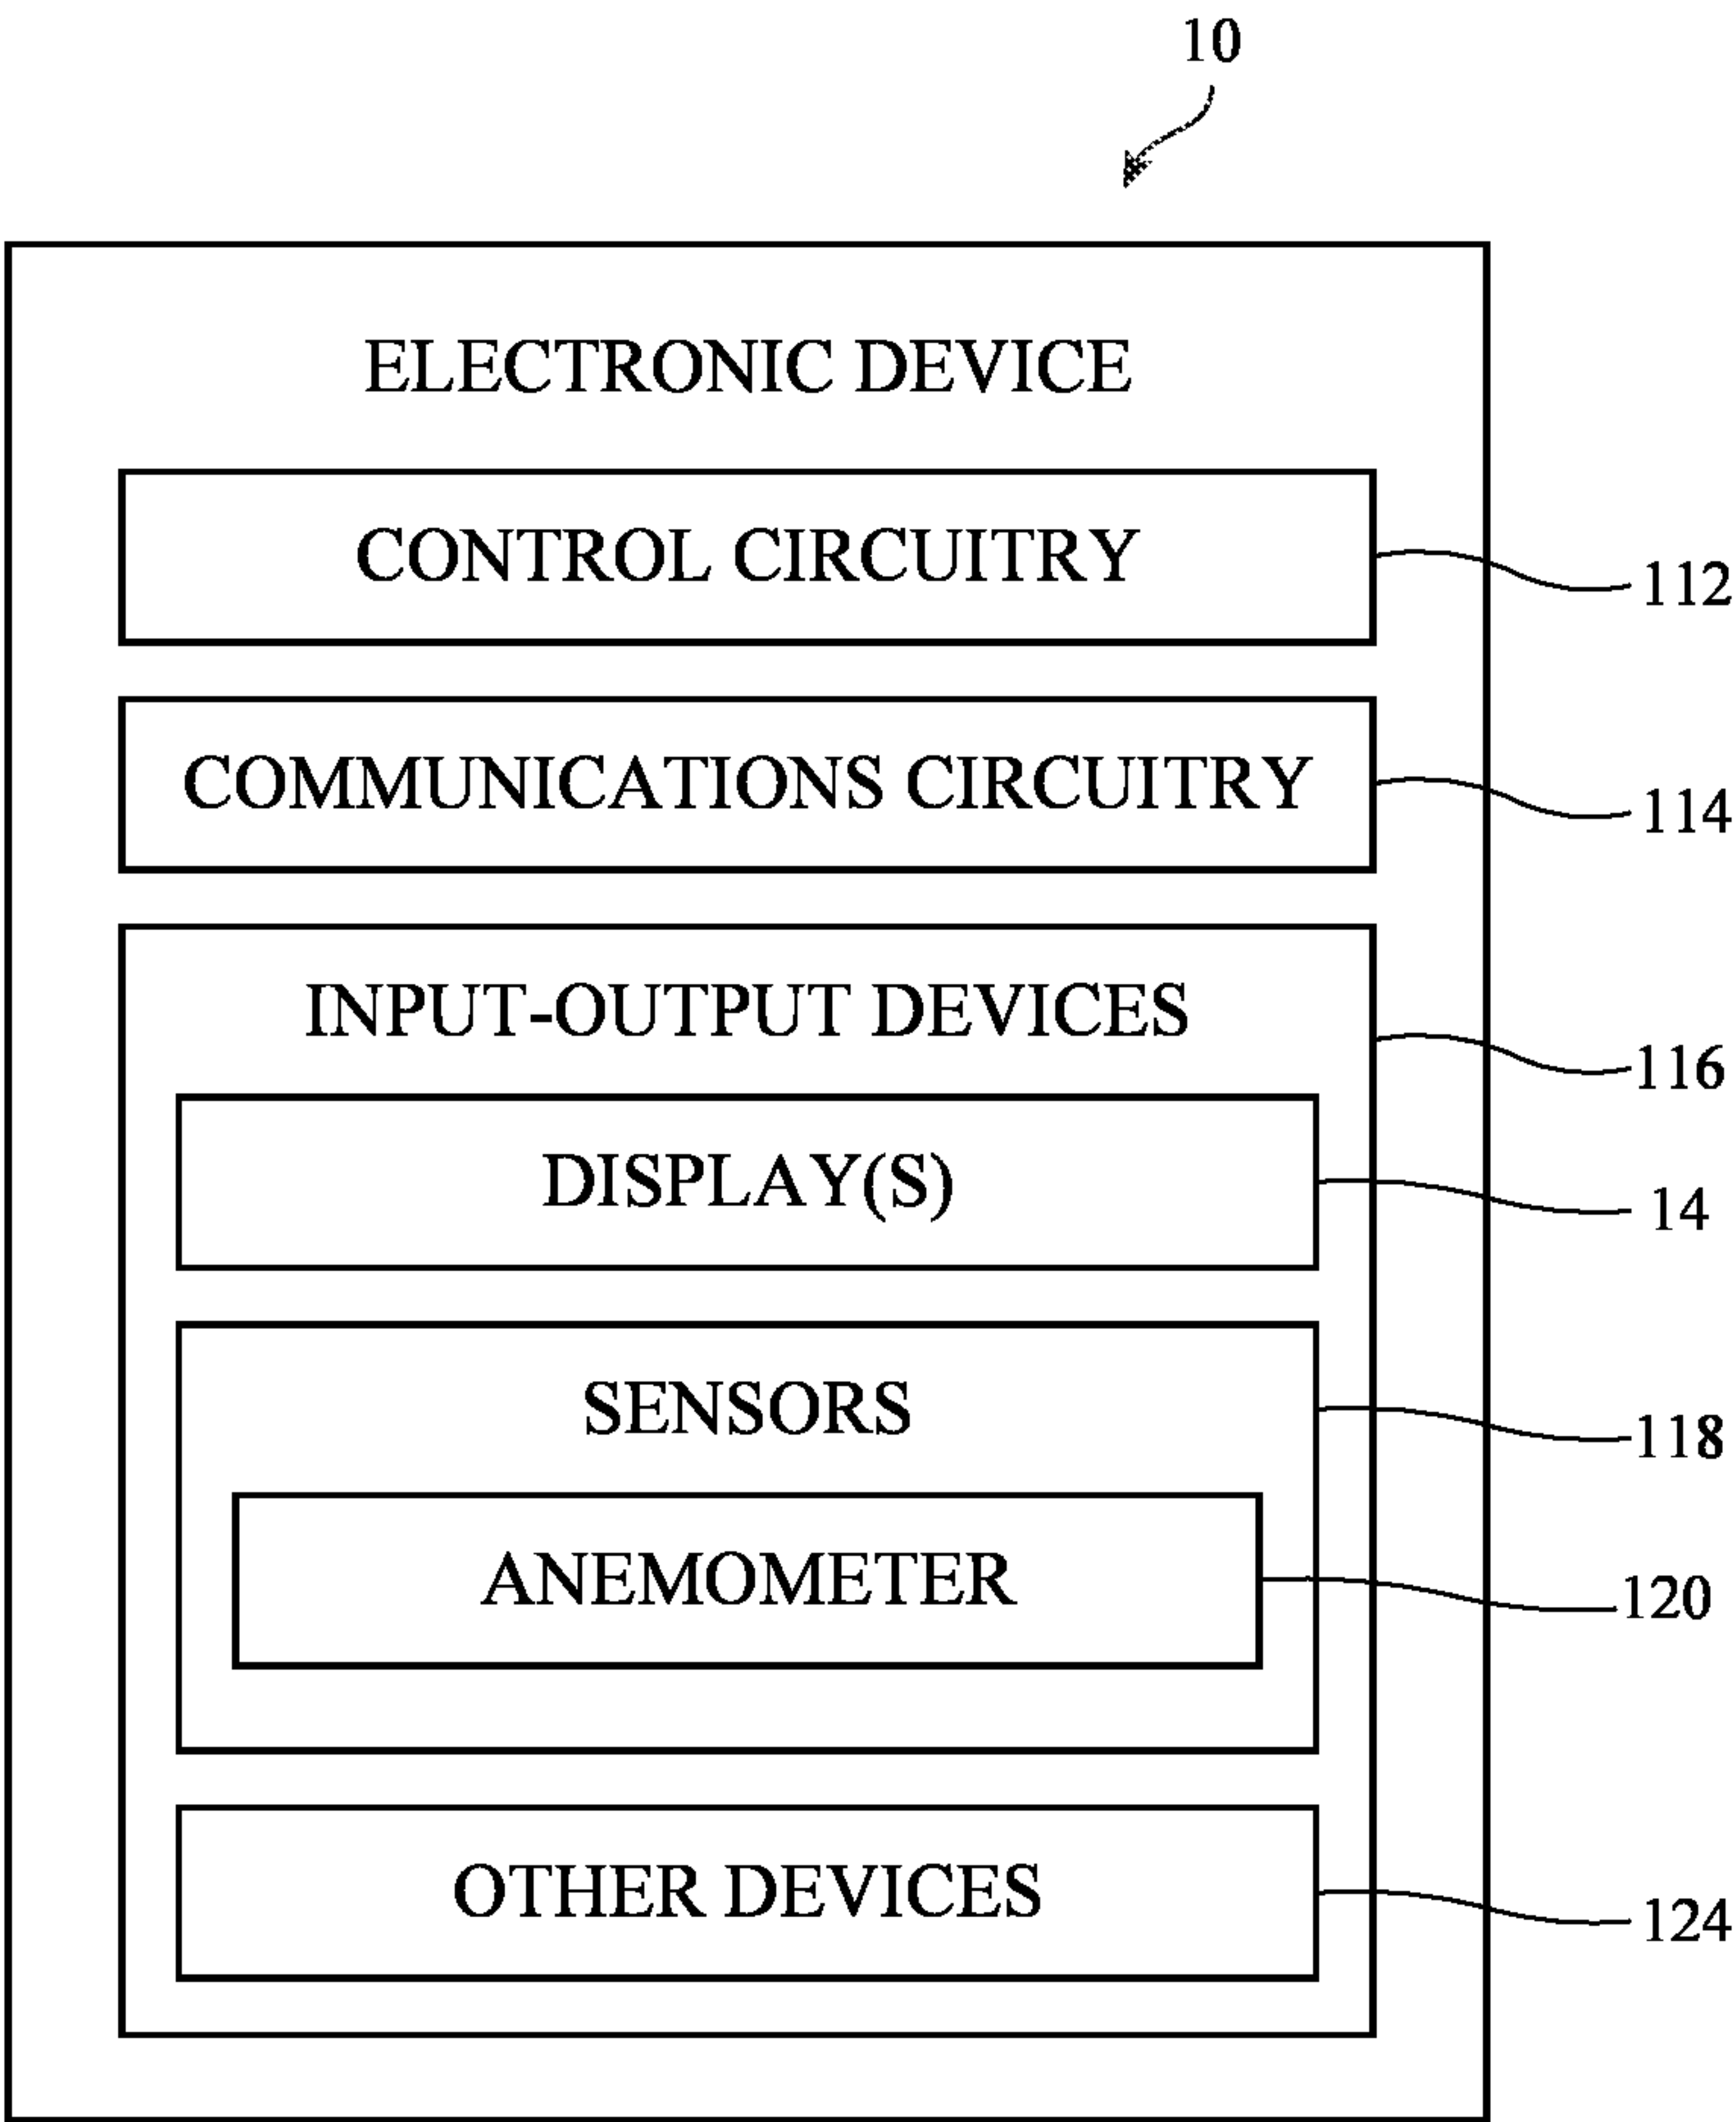 10
ELECTRONIC DEVICE
CONTROL CIRCUITRY
112
COMMUNICATIONS CIRCUITRY
114
INPUT-OUTPUT DEVICES
116
DISPLAY(S)
14
SENSORS
118
ANEMOMETER
120
OTHER DEVICES
124